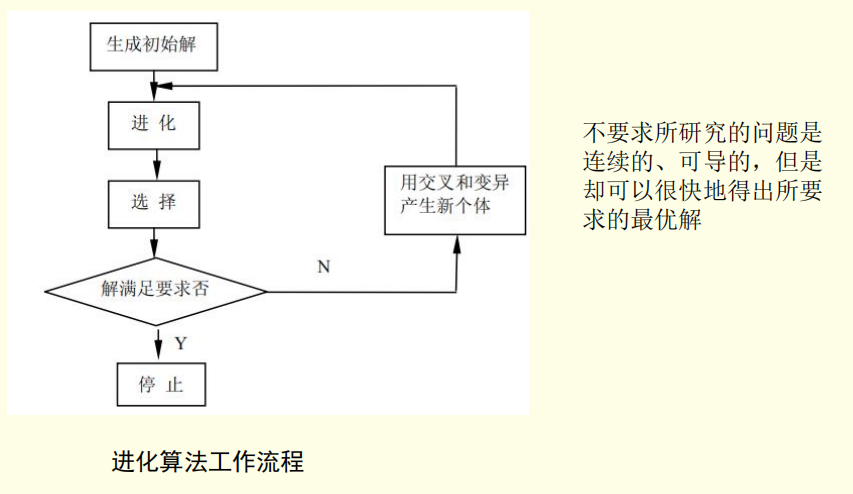 生成初始解
进 化
选 择
解满足要求否
N
用交叉和变异
产生新个体
Y
停 止
不要求所研究的问题是
连续的、可导的，但是
却可以很快地得出所要
求的最优解
进化算法工作流程